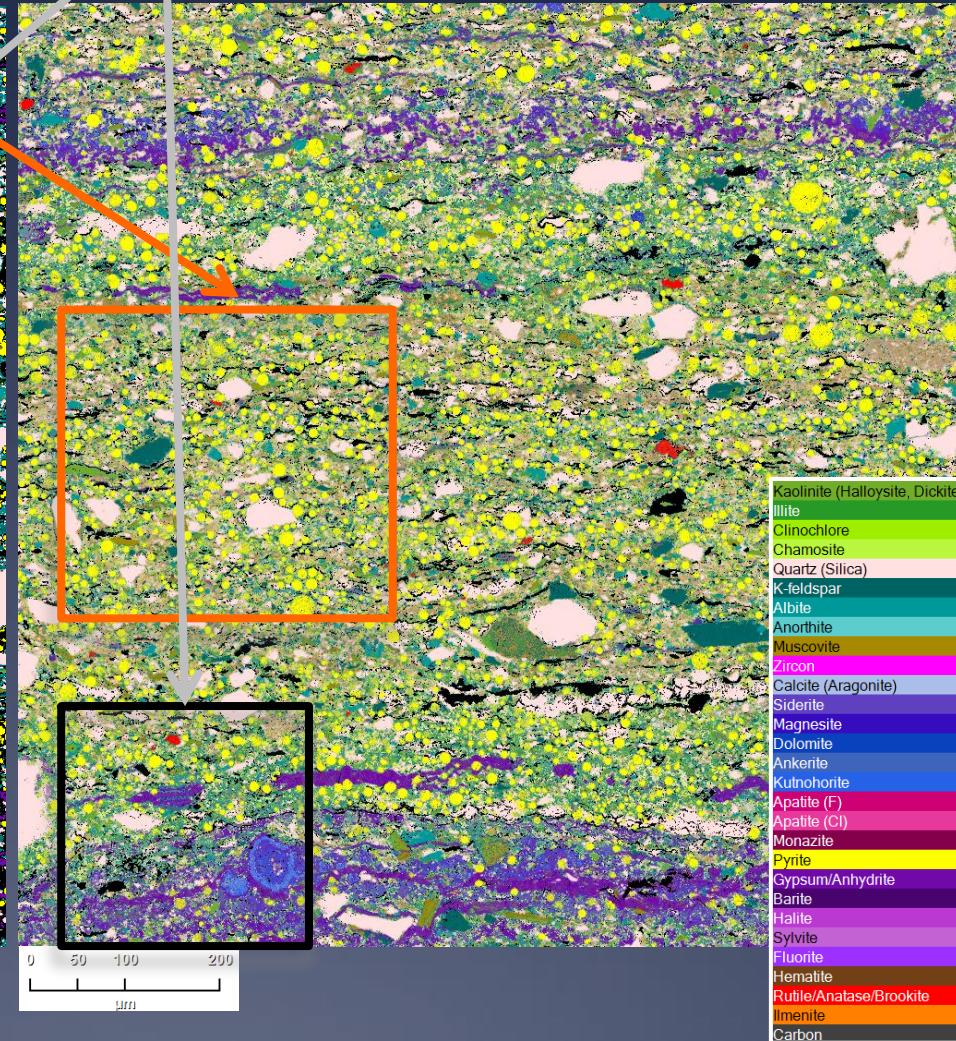 Kaolinite (Halloysite, Dickite
Illite
Clinochlore
Chamosite
Quartz (Silica)
K-feldspar
Albite
Anorthite
Muscovite
Zircon
Calcite (Aragonite)
Siderite
Magnesite
Dolomite
Ankerite
Kutnohorite
Apatite (F)
Apatite (Cl)
Monazite
Pyrite
Gypsum/Anhydrite
Barite
Halite
Sylvite
Fluorite
Hematite
Rutile/Anatase/Brookite
Ilmenite
Carbon
0 50 100 200
µm